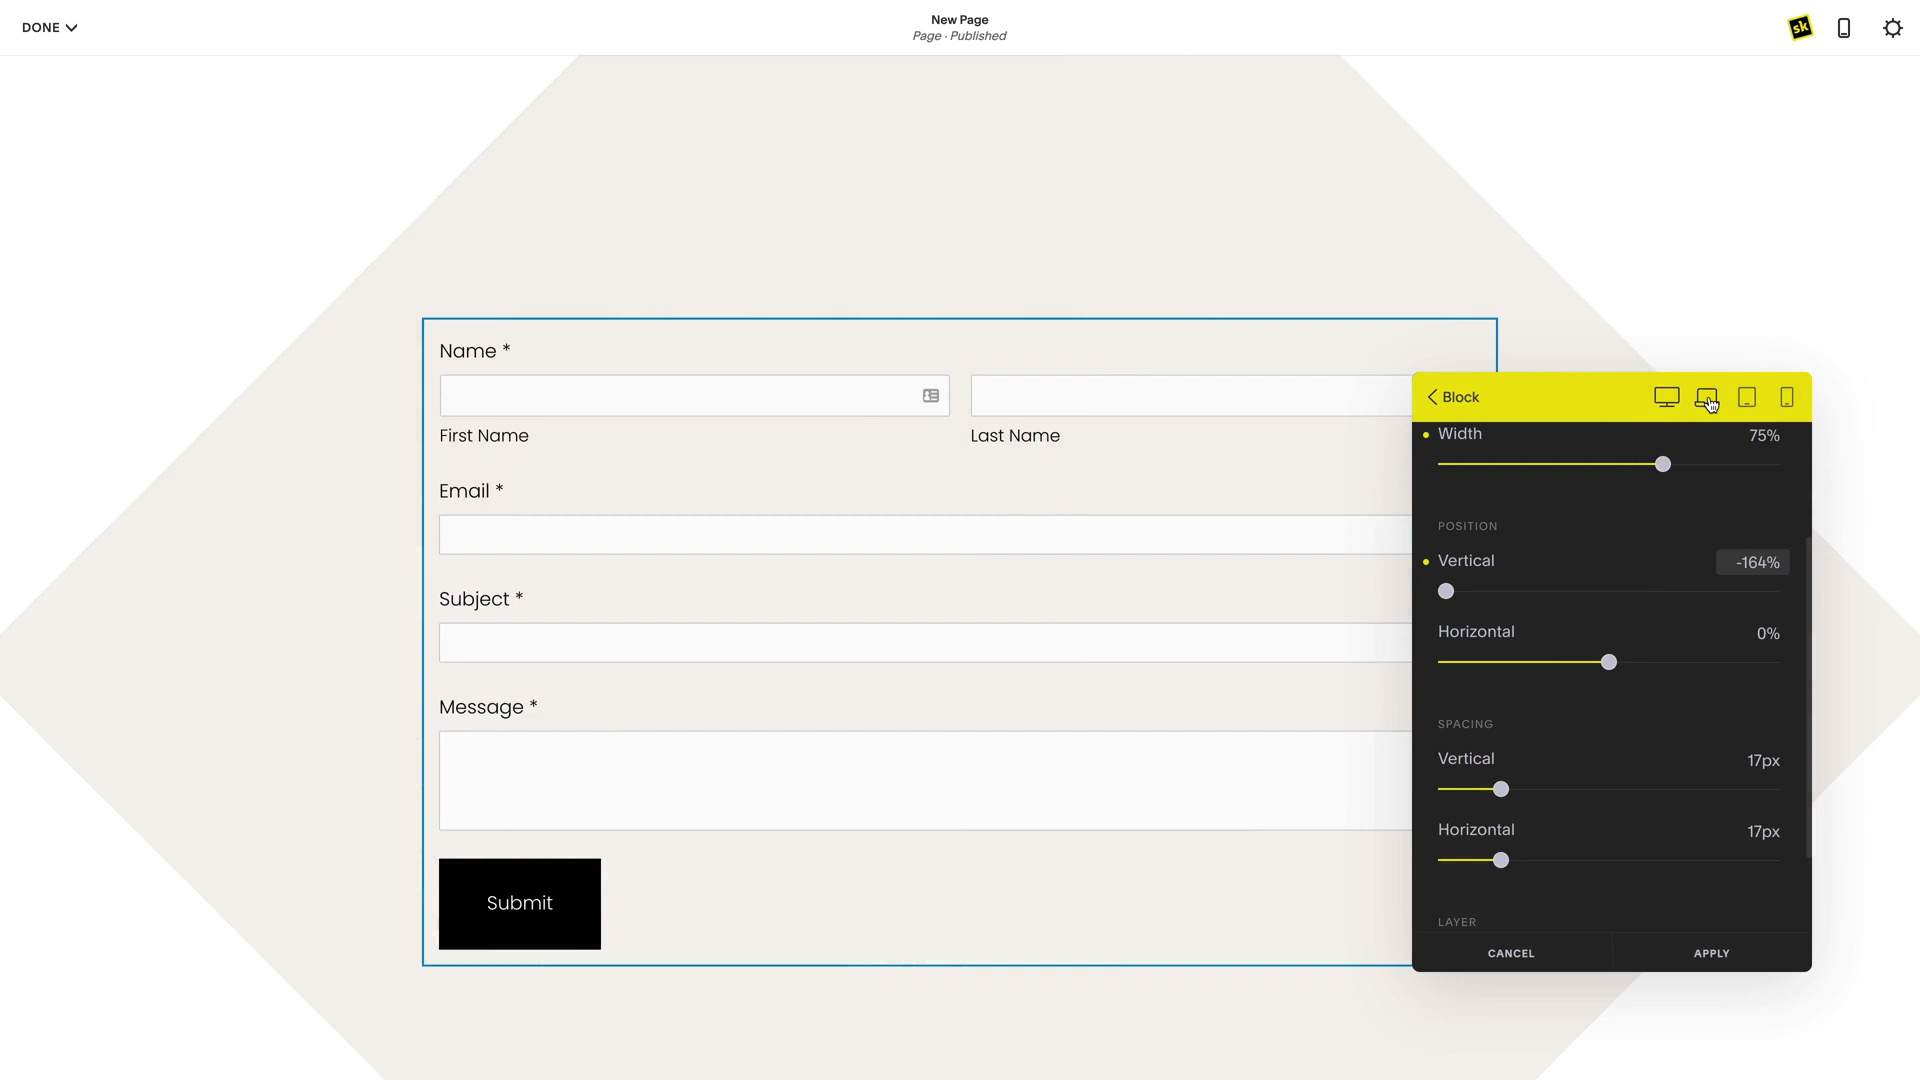 DONE
New Page
Page · Published
sk
Name *
First Name
Last Name
Email *
Subject *
Message *
Submit
Block
Width
75%
POSITION
Vertical
-164%
Horizontal
0%
SPACING
Vertical
17px
Horizontal
17px
LAYER
CANCEL
APPLY